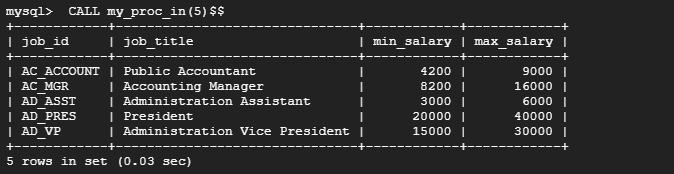 mysql>  CALL my_proc_in(5)$$
+------------+-------------------------------+------------+------------+
| job_id     | job_title                     | min_salary | max_salary |
+------------+-------------------------------+------------+------------+
| AC_ACCOUNT | Public Accountant             |       4200 |       9000 |
| AC_MGR     | Accounting Manager            |       8200 |      16000 |
| AD_ASST    | Administration Assistant      |       3000 |       6000 |
| AD_PRES    | President                     |      20000 |      40000 |
| AD_VP      | Administration Vice President |      15000 |      30000 |
+------------+-------------------------------+------------+------------+
5 rows in set (0.03 sec)